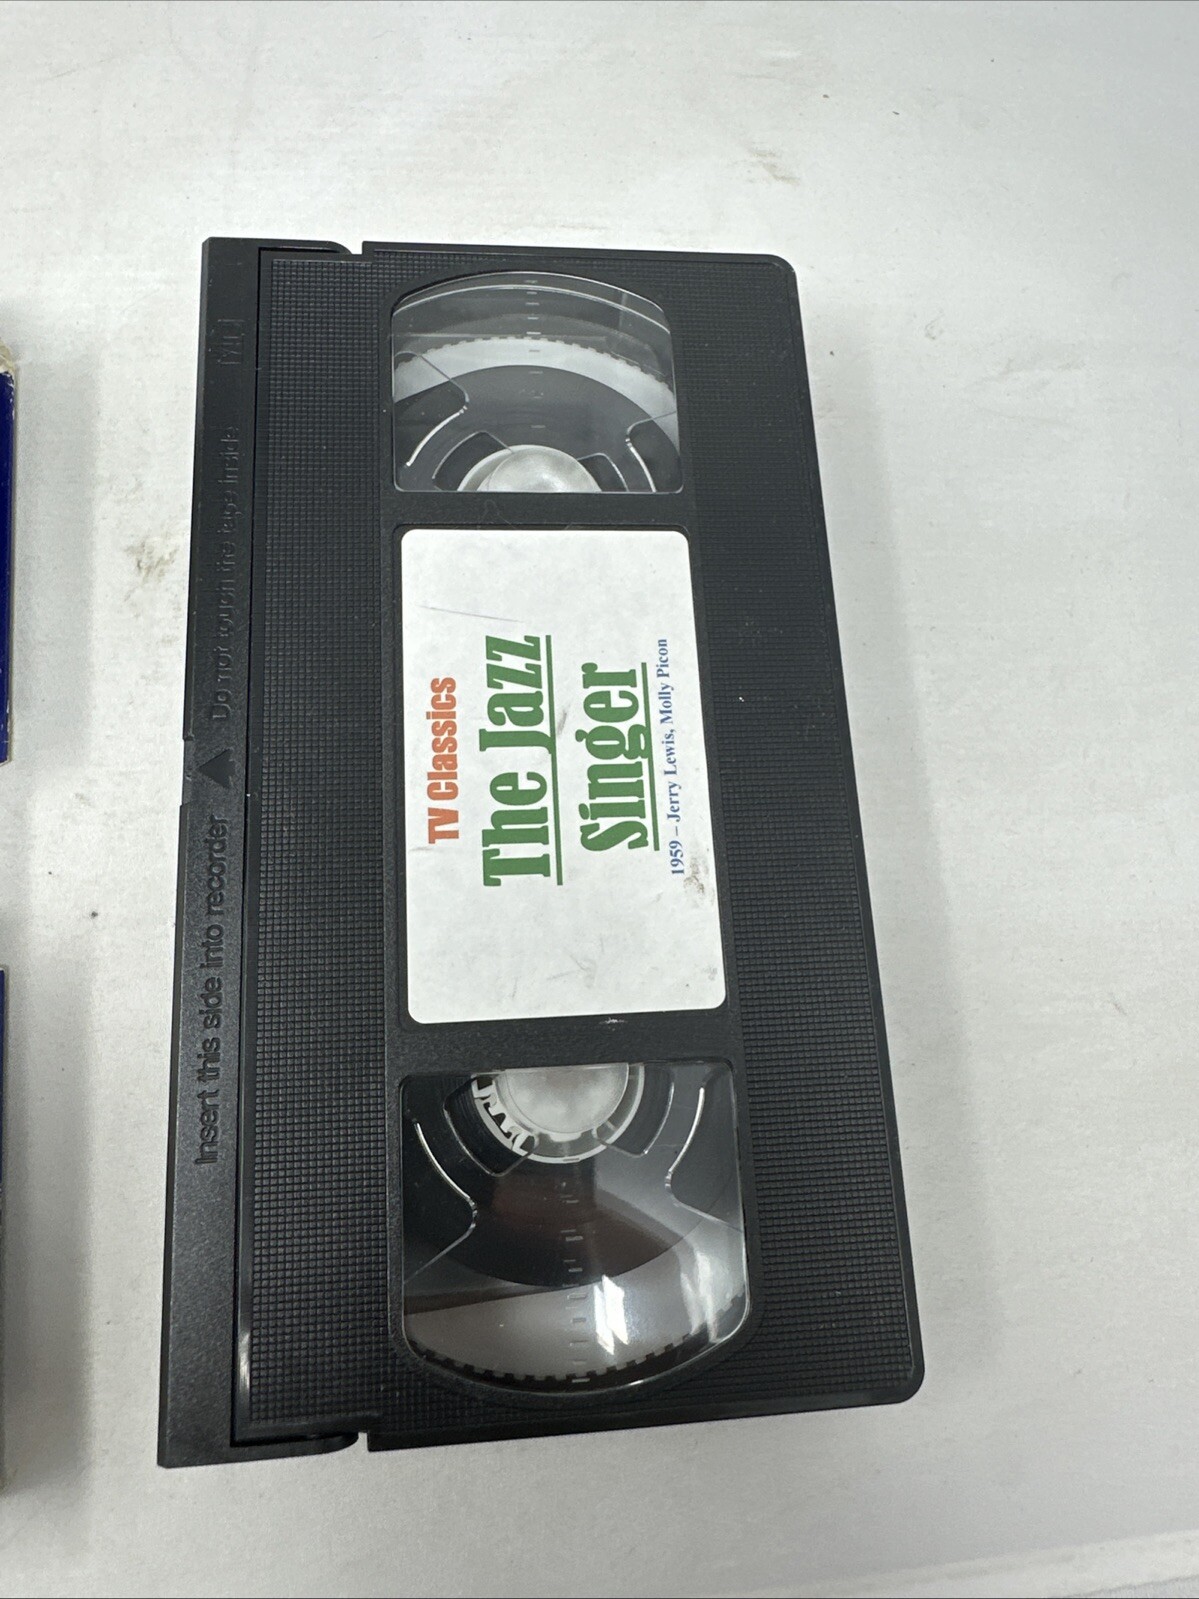 Insert this side into recorder ▲ Do not touch the tape inside
TV Classics
The Jazz
Singer
1959 – Jerry Lewis, Molly Picon